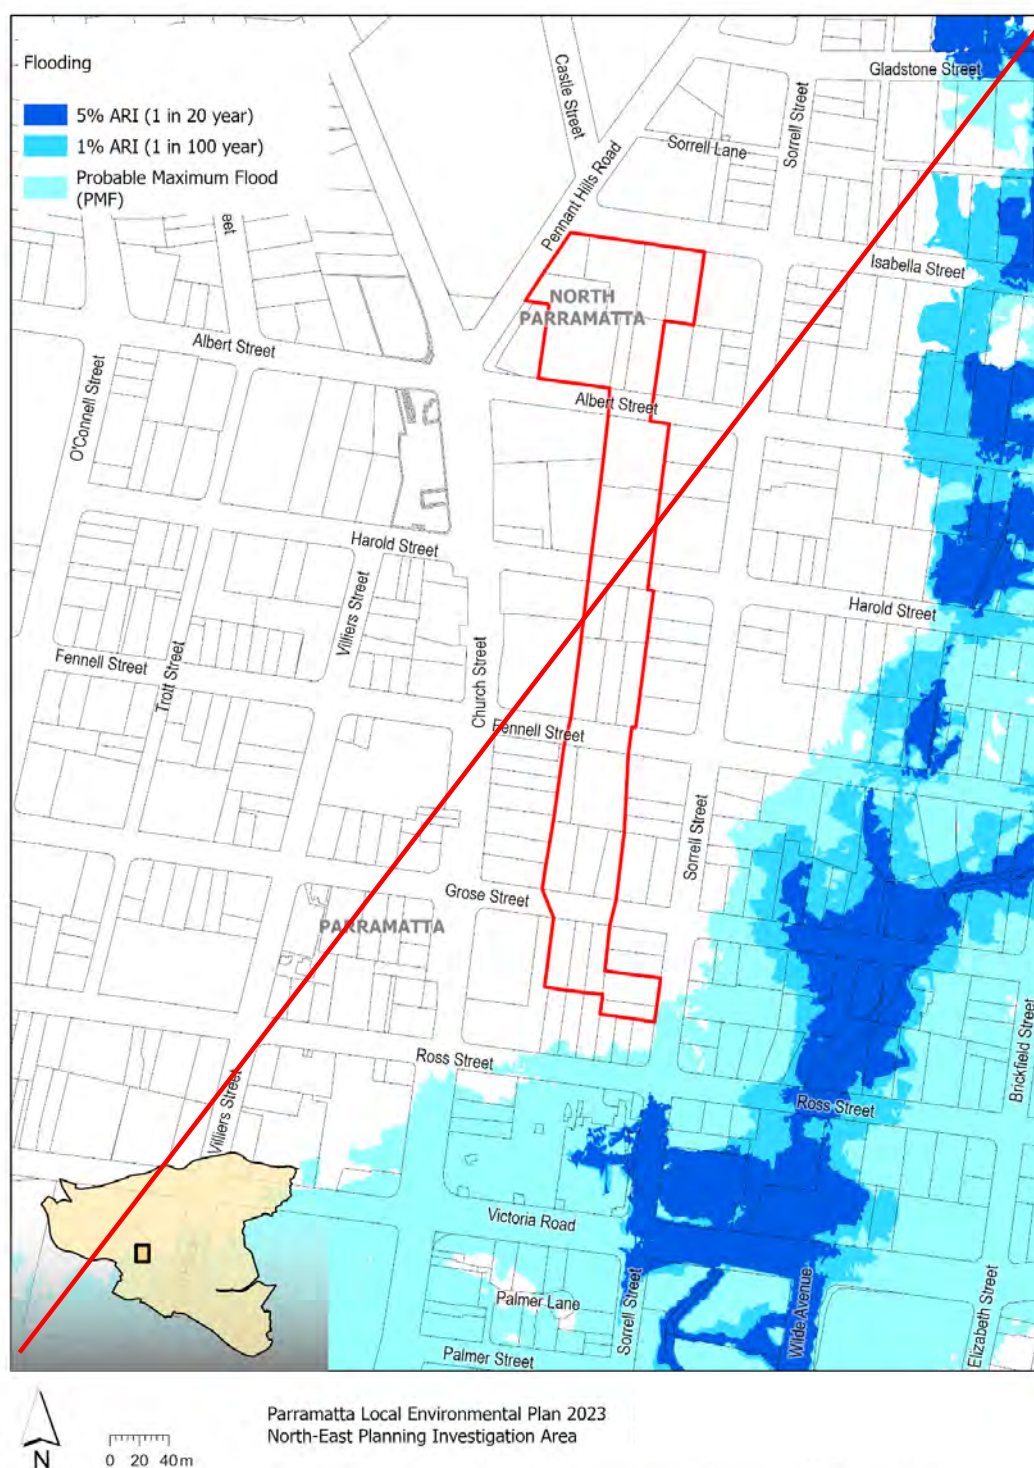 Flooding
5% ARI (1 in 20 year)
1% ARI (1 in 100 year)
Probable Maximum Flood
(PMF)
Gladstone Street
Castle Street
Sorrell Street
Sorrell Lane
Pennant Hills Road
eet
Isabella Street
NORTH
PARRAMATTA
Albert Street
O'Connell Street
Albert Street
Harold Street
Villiers Street
Harold Street
Fennell Street
Trott Street
Church Street
Fennell Street
Sorrell Street
Grose Street
PARRAMATTA
Ross Street
Brickfield Street
Ross Street
Villiers Street
Victoria Road
Palmer Lane
Sorrell Street
Wilde Avenue
Elizabeth Street
Palmer Street
N
0 20 40m
Parramatta Local Environmental Plan 2023
North-East Planning Investigation Area